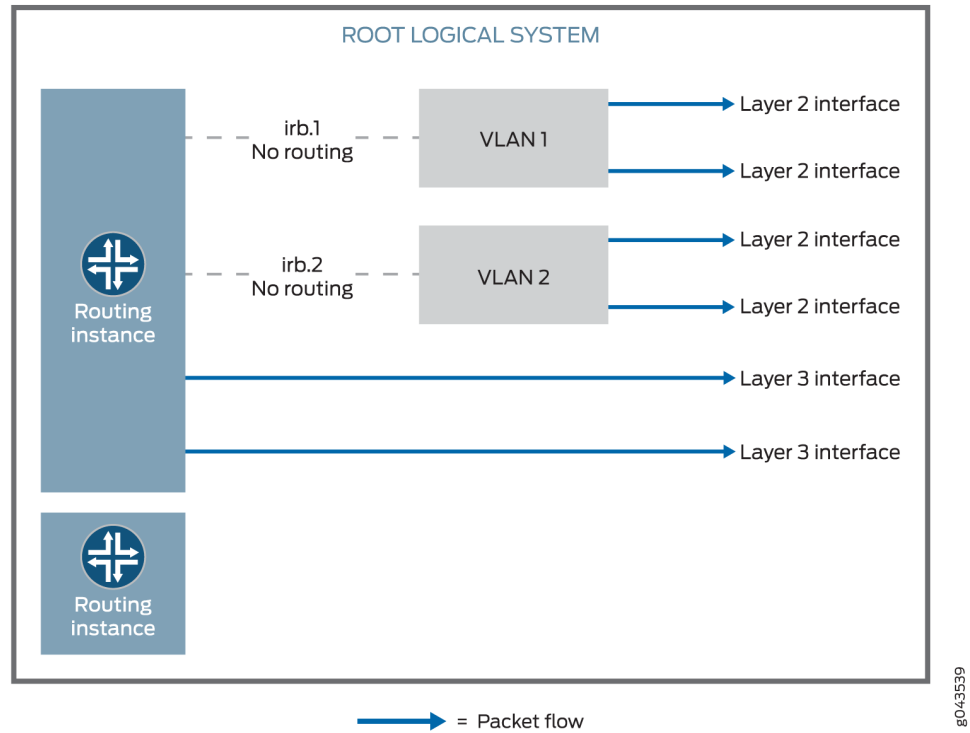 ROOT LOGICAL SYSTEM
irb.1
No routing
VLAN 1
Layer 2 interface
Layer 2 interface
irb.2
No routing
VLAN 2
Layer 2 interface
Layer 2 interface
Routing
instance
Layer 3 interface
Layer 3 interface
Routing
instance
= Packet flow
g043539